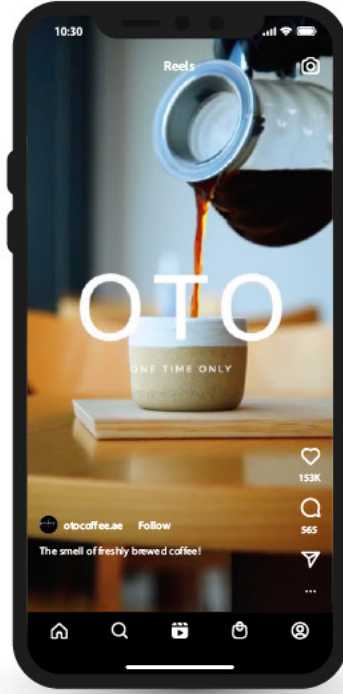 10:30
Reels
OTO
ONE TIME ONLY
153K
565
otocoffee.ae Follow
The smell of freshly brewed coffee!